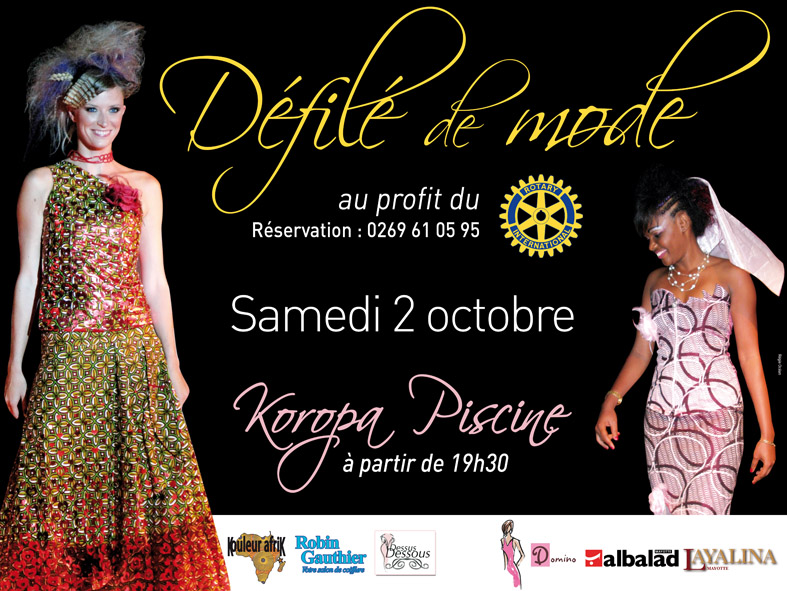 Défilé de mode
au profit du
Réservation : 0269 61 05 95
ROTARY
INTERNATIONAL
Samedi 2 octobre
Koropa Piscine
à partir de 19h30
Kouleur afrik
Robin
Gauthier
Votre salon de coiffure
Dessus
Dessous
Domino
MAYOTTE
albalad
LAYALINA
MAYOTTE